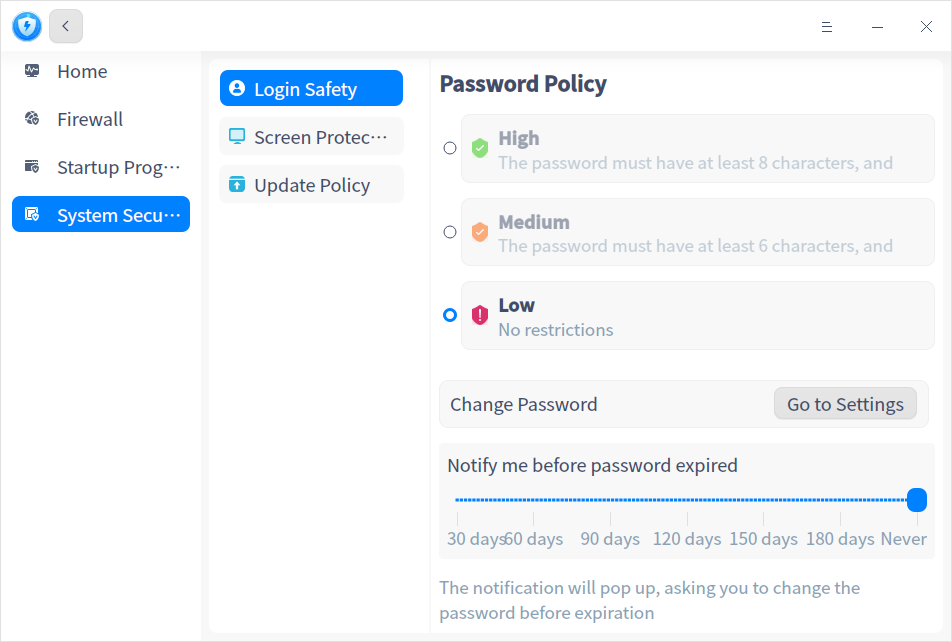 Home
Firewall
Startup Prog···
System Secu···
Login Safety
Screen Protec···
Update Policy
Password Policy
High
The password must have at least 8 characters, and
Medium
The password must have at least 6 characters, and
Low
No restrictions
Change Password
Go to Settings
Notify me before password expired
30 days 60 days 90 days 120 days 150 days 180 days Never
The notification will pop up, asking you to change the
password before expiration